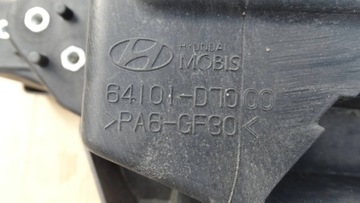 HYUNDAI
MOBIS
64101-D7000
>PA6-GF30<